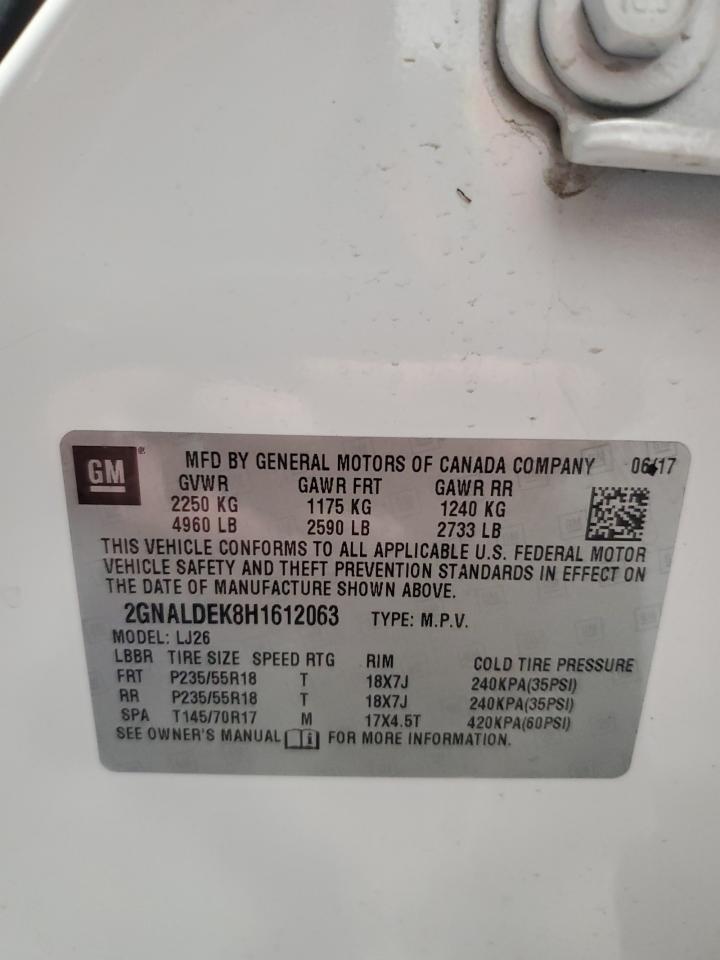 GM ®
MFD BY GENERAL MOTORS OF CANADA COMPANY 06/17
GVWR GAWR FRT GAWR RR
2250 KG 1175 KG 1240 KG
4960 LB 2590 LB 2733 LB
THIS VEHICLE CONFORMS TO ALL APPLICABLE U.S. FEDERAL MOTOR
VEHICLE SAFETY AND THEFT PREVENTION STANDARDS IN EFFECT ON
THE DATE OF MANUFACTURE SHOWN ABOVE.
2GNALDEK8H1612063 TYPE: M.P.V.
MODEL: LJ26
LBBR TIRE SIZE SPEED RTG RIM COLD TIRE PRESSURE
FRT P235/55R18 T 18X7J 240KPA(35PSI)
RR P235/55R18 T 18X7J 240KPA(35PSI)
SPA T145/70R17 M 17X4.5T 420KPA(60PSI)
SEE OWNER'S MANUAL FOR MORE INFORMATION.